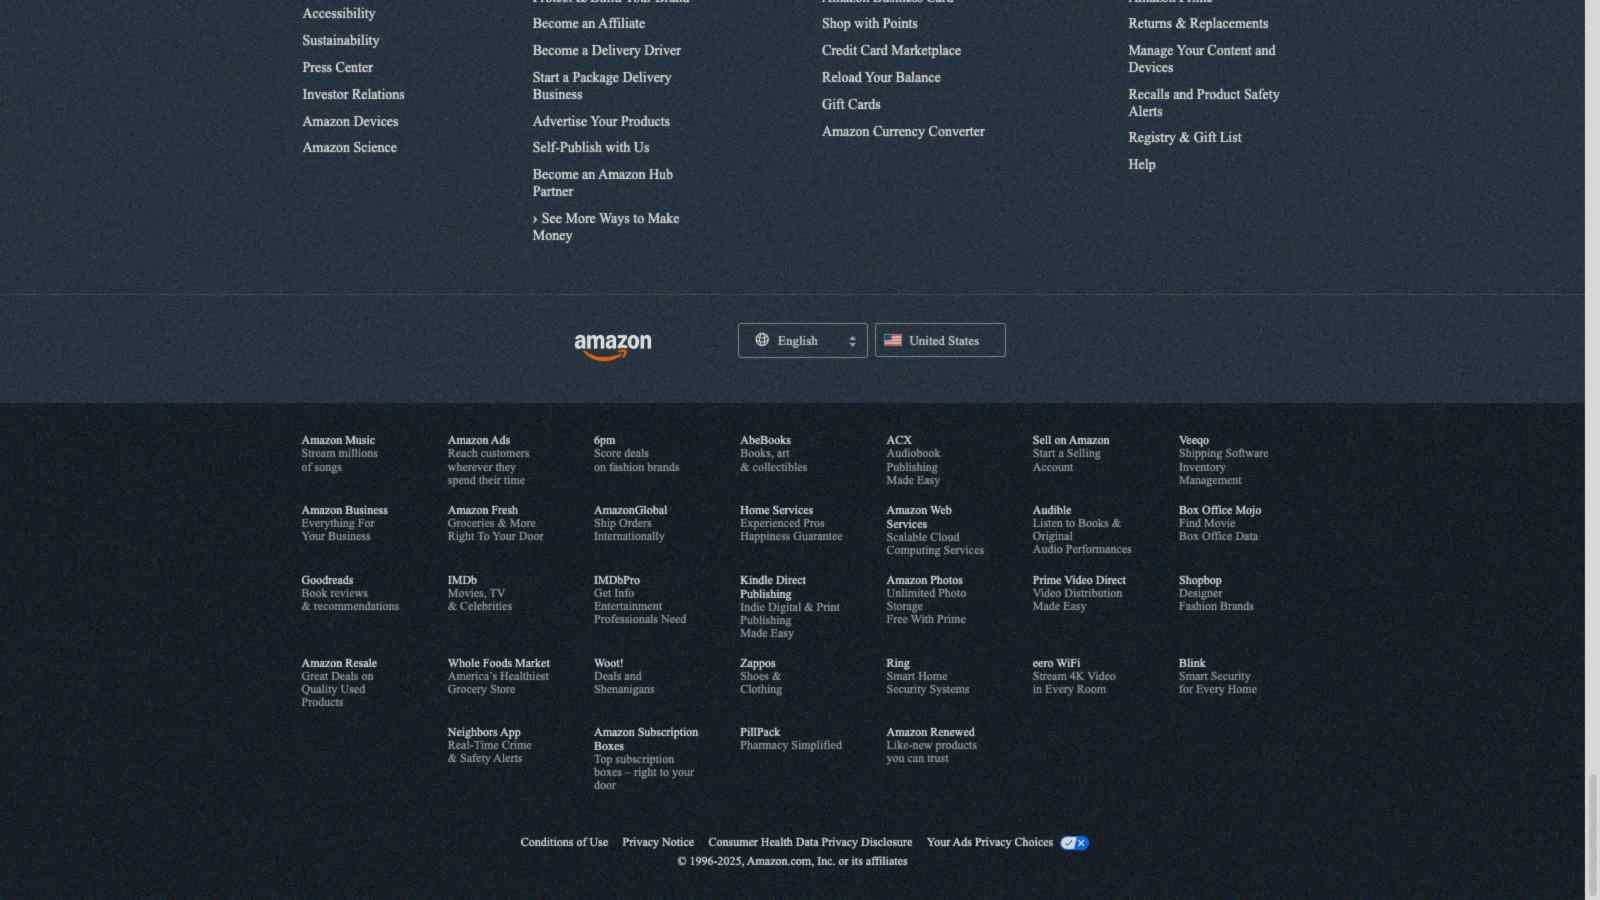 Accessibility
Sustainability
Press Center
Investor Relations
Amazon Devices
Amazon Science
Become an Affiliate
Become a Delivery Driver
Start a Package Delivery
Business
Advertise Your Products
Self-Publish with Us
Become an Amazon Hub
Partner
› See More Ways to Make
Money
Shop with Points
Credit Card Marketplace
Reload Your Balance
Gift Cards
Amazon Currency Converter
Returns & Replacements
Manage Your Content and
Devices
Recalls and Product Safety
Alerts
Registry & Gift List
Help
amazon
English
United States
Amazon Music
Stream millions
of songs
Amazon Ads
Reach customers
wherever they
spend their time
6pm
Score deals
on fashion brands
AbeBooks
Books, art
& collectibles
ACX
Audiobook
Publishing
Made Easy
Sell on Amazon
Start a Selling
Account
Veeqo
Shipping Software
Inventory
Management
Amazon Business
Everything For
Your Business
Amazon Fresh
Groceries & More
Right To Your Door
AmazonGlobal
Ship Orders
Internationally
Home Services
Experienced Pros
Happiness Guarantee
Amazon Web
Services
Scalable Cloud
Computing Services
Audible
Listen to Books &
Original
Audio Performances
Box Office Mojo
Find Movie
Box Office Data
Goodreads
Book reviews
& recommendations
IMDb
Movies, TV
& Celebrities
IMDbPro
Get Info
Entertainment
Professionals Need
Kindle Direct
Publishing
Indie Digital & Print
Publishing
Made Easy
Amazon Photos
Unlimited Photo
Storage
Free With Prime
Prime Video Direct
Video Distribution
Made Easy
Shopbop
Designer
Fashion Brands
Amazon Resale
Great Deals on
Quality Used
Products
Whole Foods Market
America's Healthiest
Grocery Store
Woot!
Deals and
Shenanigans
Zappos
Shoes &
Clothing
Ring
Smart Home
Security Systems
eero WiFi
Stream 4K Video
in Every Room
Blink
Smart Security
for Every Home
Neighbors App
Real-Time Crime
& Safety Alerts
Amazon Subscription
Boxes
Top subscription
boxes – right to your
door
PillPack
Pharmacy Simplified
Amazon Renewed
Like-new products
you can trust
Conditions of Use
Privacy Notice
Consumer Health Data Privacy Disclosure
Your Ads Privacy Choices
© 1996-2025, Amazon.com, Inc. or its affiliates